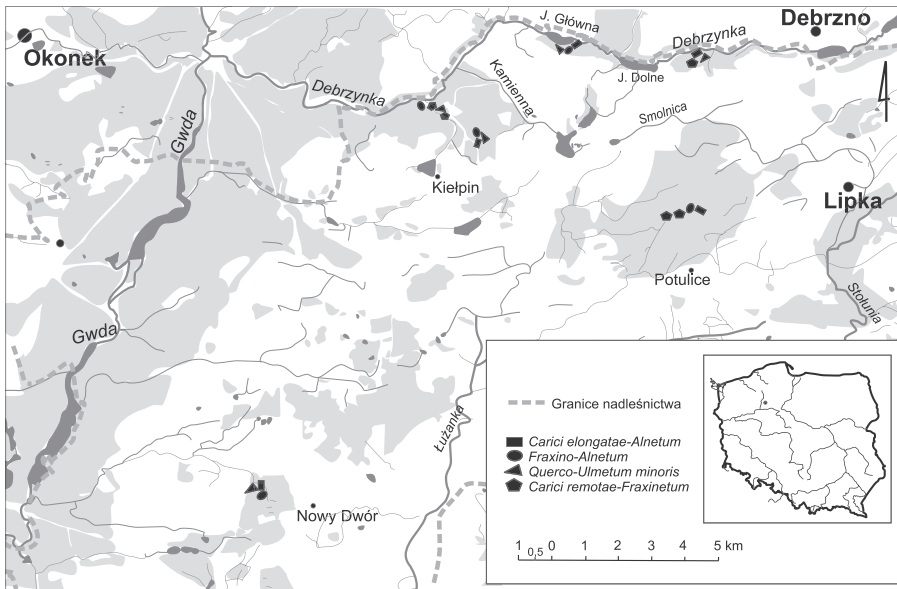 Okonek
Debrzno
J. Główna
Debrzynka
J. Dolne
Debrzynka
Kamienna
Smolnica
Gwda
Kiełpin
Lipka
Potulice
Stołunia
Gwda
Łużanka
Nowy Dwór
Granice nadleśnictwa
Carici elongatae-Alnetum
Fraxino-Alnetum
Querco-Ulmetum minoris
Carici remotae-Fraxinetum
1 0,5 0 1 2 3 4 5 km